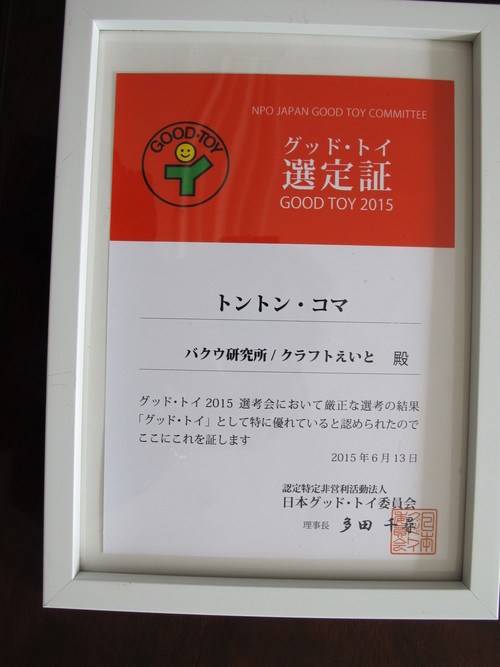 NPO JAPAN GOOD TOY COMMITTEE
GOOD・TOY
グッド・トイ
選定証
GOOD TOY 2015
トントン・コマ
バクウ研究所 / クラフトえいと 殿
グッド・トイ 2015 選考会において厳正な選考の結果
「グッド・トイ」として特に優れていると認められたので
ここにこれを証します
2015 年 6 月 13 日
認定特定非営利活動法人
日本グッド・トイ委員会
理事長 多田 千尋